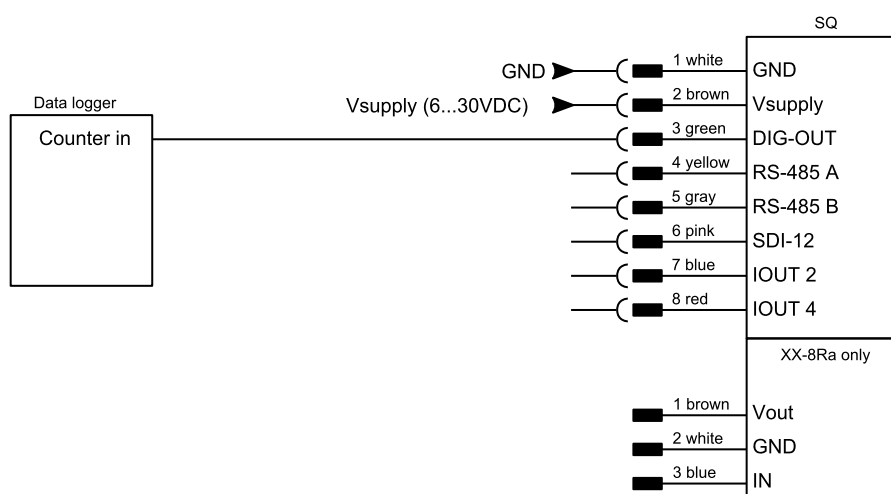 SQ
GND 1 white GND
Vsupply (6...30VDC) 2 brown Vsupply
Data logger
Counter in 3 green DIG-OUT
4 yellow RS-485 A
5 gray RS-485 B
6 pink SDI-12
7 blue IOUT 2
8 red IOUT 4
XX-8Ra only
1 brown Vout
2 white GND
3 blue IN